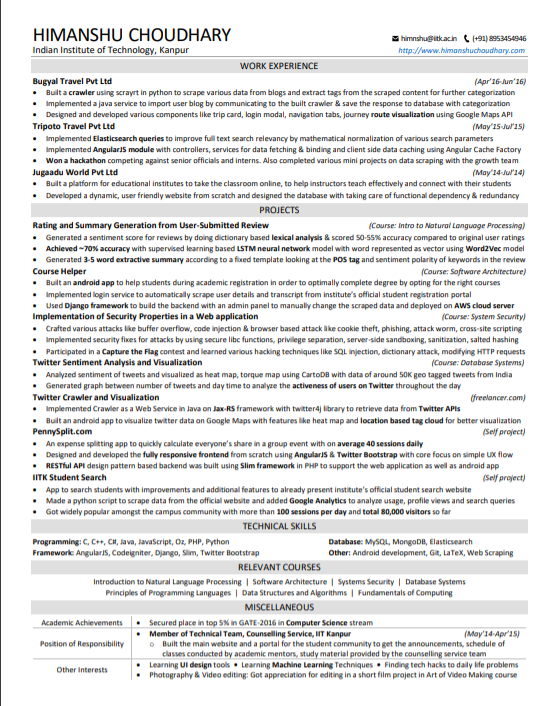 HIMANSHU CHOUDHARY
himnshu@iitk.ac.in (+91) 8953454946
Indian Institute of Technology, Kanpur http://www.himanshuchoudhary.com
WORK EXPERIENCE
Bugyal Travel Pvt Ltd (Apr'16-Jun'16)
• Built a crawler using scrayrt in python to scrape various data from blogs and extract tags from the scraped content for further categorization
• Implemented a java service to import user blog by communicating to the built crawler & save the response to database with categorization
• Designed and developed various components like trip card, login modal, navigation tabs, journey route visualization using Google Maps API
Tripoto Travel Pvt Ltd (May'15-Jul'15)
• Implemented Elasticsearch queries to improve full text search relevancy by mathematical normalization of various search parameters
• Implemented AngularJS module with controllers, services for data fetching & binding and client side data caching using Angular Cache Factory
• Won a hackathon competing against senior officials and interns. Also completed various mini projects on data scraping with the growth team
Jugaadu World Pvt Ltd (May'14-Jul'14)
• Built a platform for educational institutes to take the classroom online, to help instructors teach effectively and connect with their students
• Developed a dynamic, user friendly website from scratch and designed the database with taking care of functional dependency & redundancy
PROJECTS
Rating and Summary Generation from User-Submitted Review (Course: Intro to Natural Language Processing)
• Generated a sentiment score for reviews by doing dictionary based lexical analysis & scored 50-55% accuracy compared to original user ratings
• Achieved ~70% accuracy with supervised learning based LSTM neural network model with word represented as vector using Word2Vec model
• Generated 3-5 word extractive summary according to a fixed template looking at the POS tag and sentiment polarity of keywords in the review
Course Helper (Course: Software Architecture)
• Built an android app to help students during academic registration in order to optimally complete degree by opting for the right courses
• Implemented login service to automatically scrape user details and transcript from institute's official student registration portal
• Used Django framework to build the backend with an admin panel to manually change the scraped data and deployed on AWS cloud server
Implementation of Security Properties in a Web application (Course: System Security)
• Crafted various attacks like buffer overflow, code injection & browser based attack like cookie theft, phishing, attack worm, cross-site scripting
• Implemented security fixes for attacks by using secure libc functions, privilege separation, server-side sandboxing, sanitization, salted hashing
• Participated in a Capture the Flag contest and learned various hacking techniques like SQL injection, dictionary attack, modifying HTTP requests
Twitter Sentiment Analysis and Visualization (Course: Database Systems)
• Analyzed sentiment of tweets and visualized as heat map, torque map using CartoDB with data of around 50K geo tagged tweets from India
• Generated graph between number of tweets and day time to analyze the activeness of users on Twitter throughout the day
Twitter Crawler and Visualization (freelancer.com)
• Implemented Crawler as a Web Service in Java on Jax-RS framework with twitter4j library to retrieve data from Twitter APIs
• Built an android app to visualize twitter data on Google Maps with features like heat map and location based tag cloud for better visualization
PennySplit.com (Self project)
• An expense splitting app to quickly calculate everyone's share in a group event with on average 40 sessions daily
• Designed and developed the fully responsive frontend from scratch using AngularJS & Twitter Bootstrap with core focus on simple UX flow
• RESTful API design pattern based backend was built using Slim framework in PHP to support the web application as well as android app
IITK Student Search (Self project)
• App to search students with improvements and additional features to already present institute's official student search website
• Made a python script to scrape data from the official website and added Google Analytics to analyze usage, profile views and search queries
• Got widely popular amongst the campus community with more than 100 sessions per day and total 80,000 visitors so far
TECHNICAL SKILLS
Programming: C, C++, C#, Java, JavaScript, Oz, PHP, Python Database: MySQL, MongoDB, Elasticsearch
Framework: AngularJS, Codeigniter, Django, Slim, Twitter Bootstrap Other: Android development, Git, LaTeX, Web Scraping
RELEVANT COURSES
Introduction to Natural Language Processing | Software Architecture | Systems Security | Database Systems
Principles of Programming Languages | Data Structures and Algorithms | Fundamentals of Computing
MISCELLANEOUS
Academic Achievements • Secured place in top 5% in GATE-2016 in Computer Science stream
• Member of Technical Team, Counselling Service, IIT Kanpur (May'14-Apr'15)
Position of Responsibility o Built the main website and a portal for the student community to get the announcements, schedule of
classes conducted by academic mentors, study material provided by the counselling service team
Other Interests • Learning UI design tools • Learning Machine Learning Techniques • Finding tech hacks to daily life problems
• Photography & Video editing: Got appreciation for editing in a short film project in Art of Video Making course